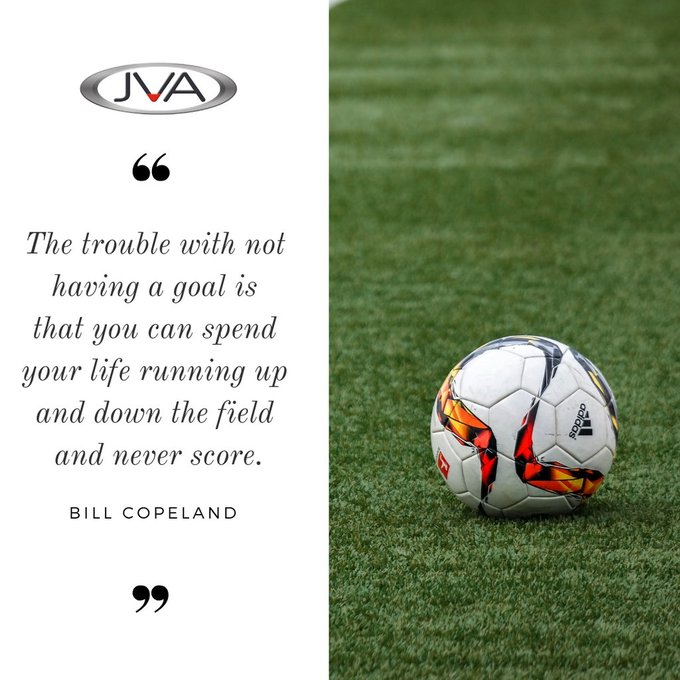 JVA
❝
The trouble with not
having a goal is
that you can spend
your life running up
and down the field
and never score.
BILL COPELAND
❞
adidas